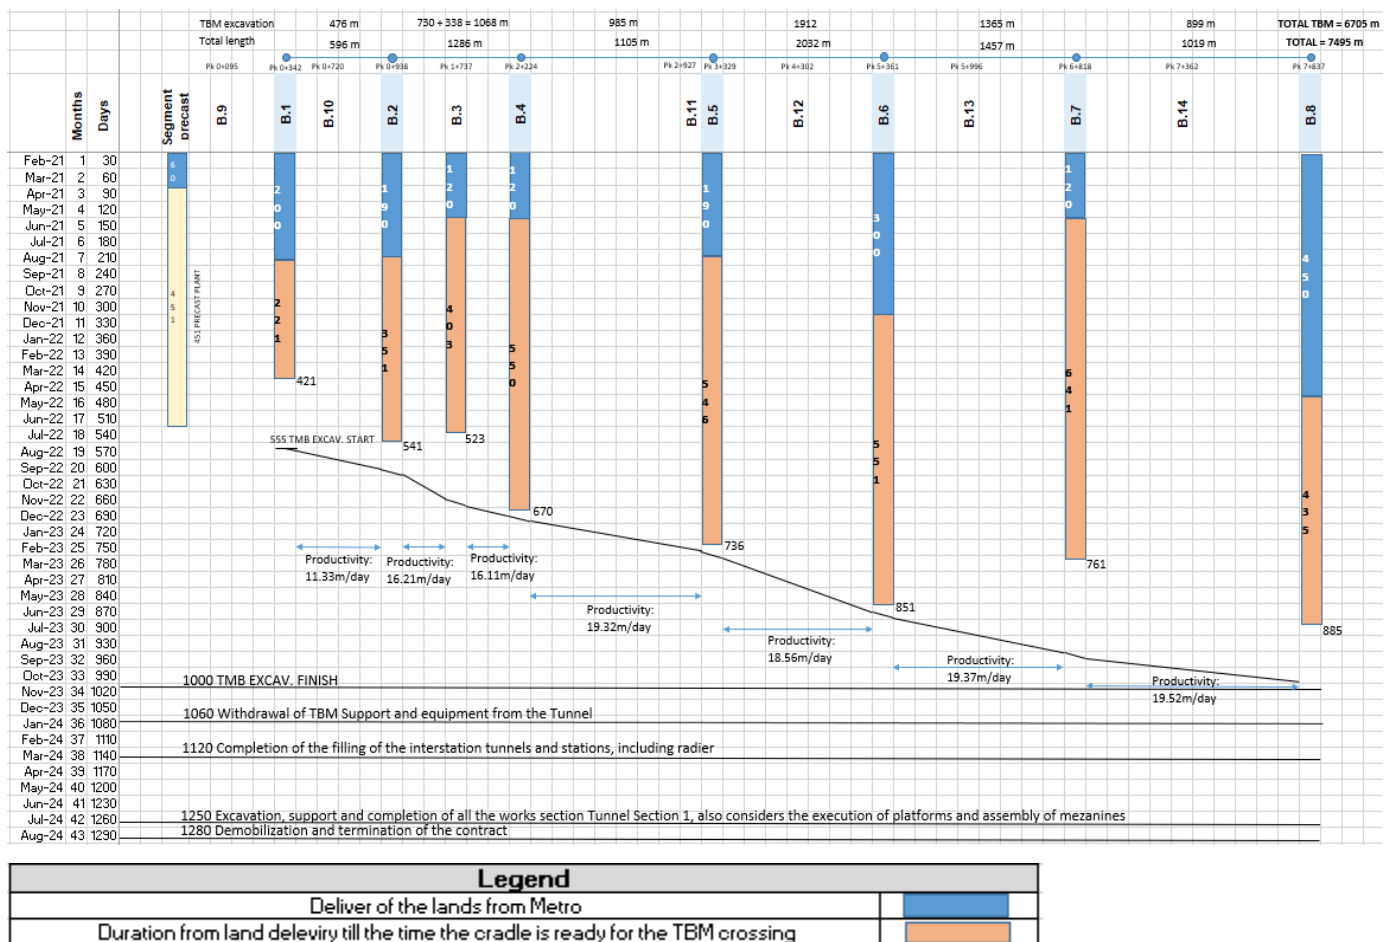 TBM excavation 476 m 730 + 338 = 1068 m 985 m 1912 1365 m 899 m TOTAL TBM = 6705 m
Total length 596 m 1286 m 1105 m 2032 m 1457 m 1019 m TOTAL = 7495 m
Pk 0+095 Pk 0+342 Pk 0+720 Pk 0+938 Pk 1+737 Pk 2+224 Pk 2+927 Pk 3+329 Pk 4+302 Pk 5+361 Pk 5+996 Pk 6+818 Pk 7+362 Pk 7+837
Months Days Segment precast B.9 B.1 B.10 B.2 B.3 B.4 B.11 B.5 B.12 B.6 B.13 B.7 B.14 B.8
Feb-21 1 30
Mar-21 2 60
Apr-21 3 90
May-21 4 120
Jun-21 5 150
Jul-21 6 180
Aug-21 7 210
Sep-21 8 240
Oct-21 9 270
Nov-21 10 300
Dec-21 11 330
Jan-22 12 360
Feb-22 13 390
Mar-22 14 420
Apr-22 15 450
May-22 16 480
Jun-22 17 510
Jul-22 18 540
Aug-22 19 570
Sep-22 20 600
Oct-22 21 630
Nov-22 22 660
Dec-22 23 690
Jan-23 24 720
Feb-23 25 750
Mar-23 26 780
Apr-23 27 810
May-23 28 840
Jun-23 29 870
Jul-23 30 900
Aug-23 31 930
Sep-23 32 960
Oct-23 33 990
Nov-23 34 1020
Dec-23 35 1050
Jan-24 36 1080
Feb-24 37 1110
Mar-24 38 1140
Apr-24 39 1170
May-24 40 1200
Jun-24 41 1230
Jul-24 42 1260
Aug-24 43 1290
60
451
451 PRECAST PLANT
200
221
421
190
351
541
120
403
523
120
550
670
190
546
736
300
551
851
120
641
761
450
435
885
555 TMB EXCAV. START
Productivity:
11.33m/day
Productivity:
16.21m/day
Productivity:
16.11m/day
Productivity:
19.32m/day
Productivity:
18.56m/day
Productivity:
19.37m/day
Productivity:
19.52m/day
1000 TMB EXCAV. FINISH
1060 Withdrawal of TBM Support and equipment from the Tunnel
1120 Completion of the filling of the interstation tunnels and stations, including radier
1250 Excavation, support and completion of all the works section Tunnel Section 1, also considers the execution of platforms and assembly of mezanines
1280 Demobilization and termination of the contract
Legend
Deliver of the lands from Metro
Duration from land deleviry till the time the cradle is ready for the TBM crossing